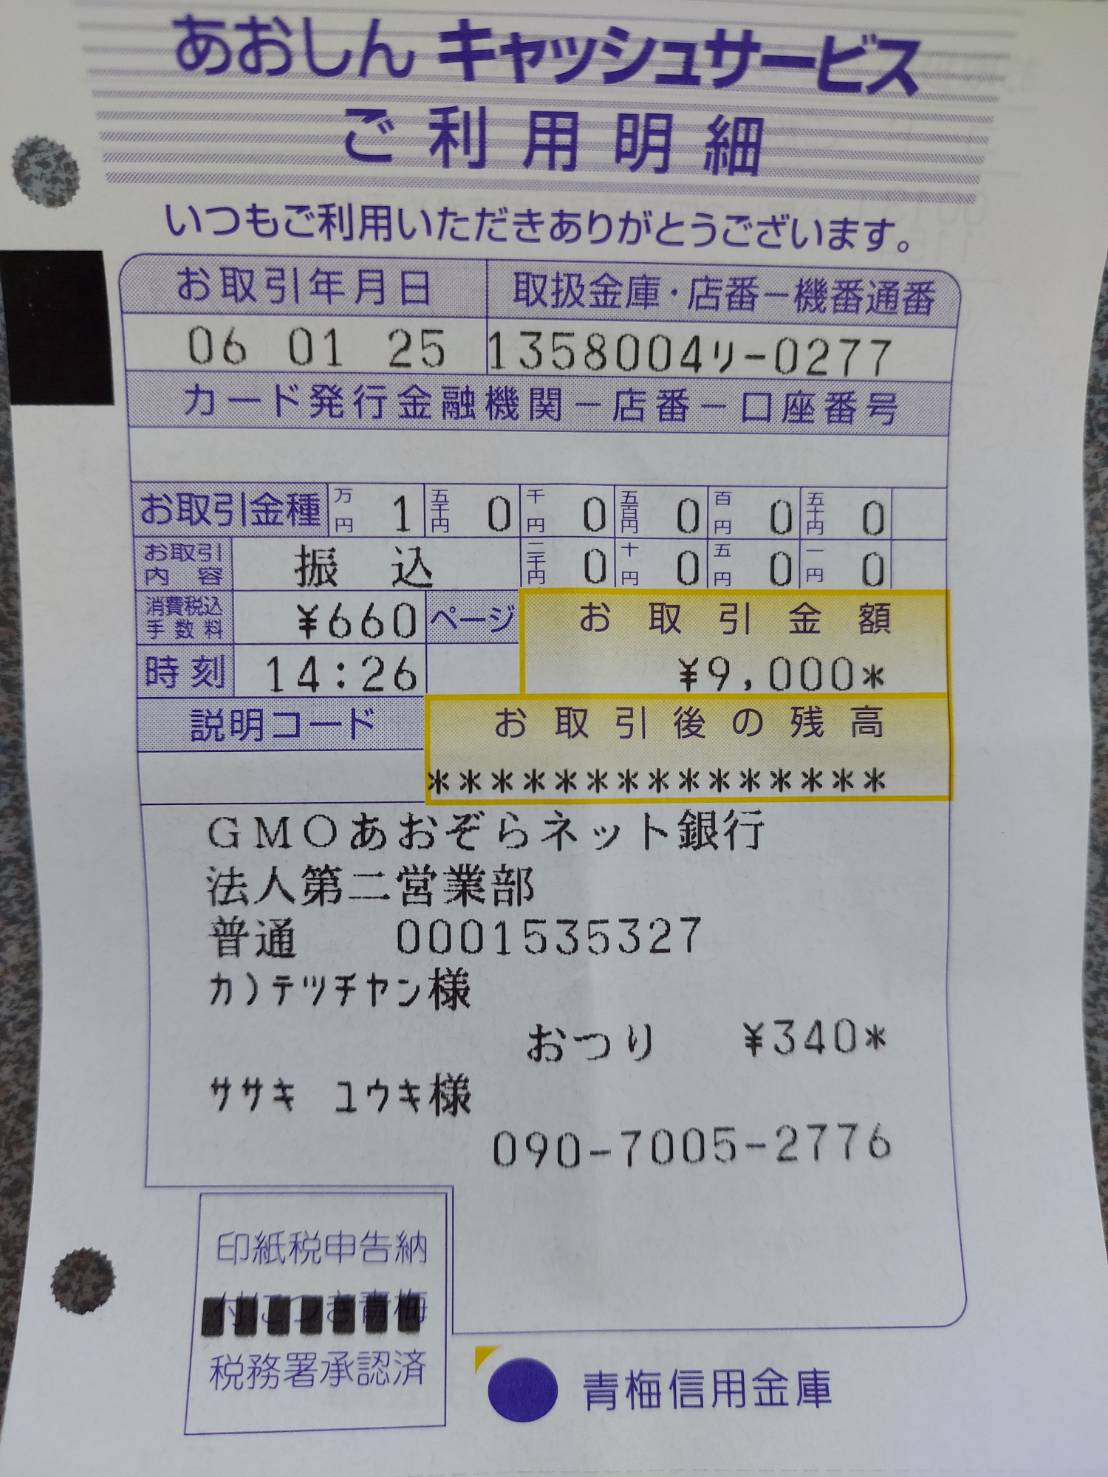 あおしん キャッシュサービス
ご利用明細
いつもご利用いただきありがとうございます。
お取引年月日 取扱金庫・店番－機番通番
06 01 25 1358004リ-0277
カード発行金融機関－店番－口座番号
お取引金種 万円 1 五千円 0 千円 0 五百円 0 百円 0 五十円 0
お取引内容 振込 二千円 0 十円 0 五円 0 一円 0
消費税込手数料 ¥660 ページ お取引金額
時刻 14:26 ¥9,000*
説明コード お取引後の残高
***************
GMOあおぞらネット銀行
法人第二営業部
普通 0001535327
カ)テツチヤン様
おつり ¥340*
ササキ ユウキ様
090-7005-2776
印紙税申告納
付につき青梅
税務署承認済
青梅信用金庫